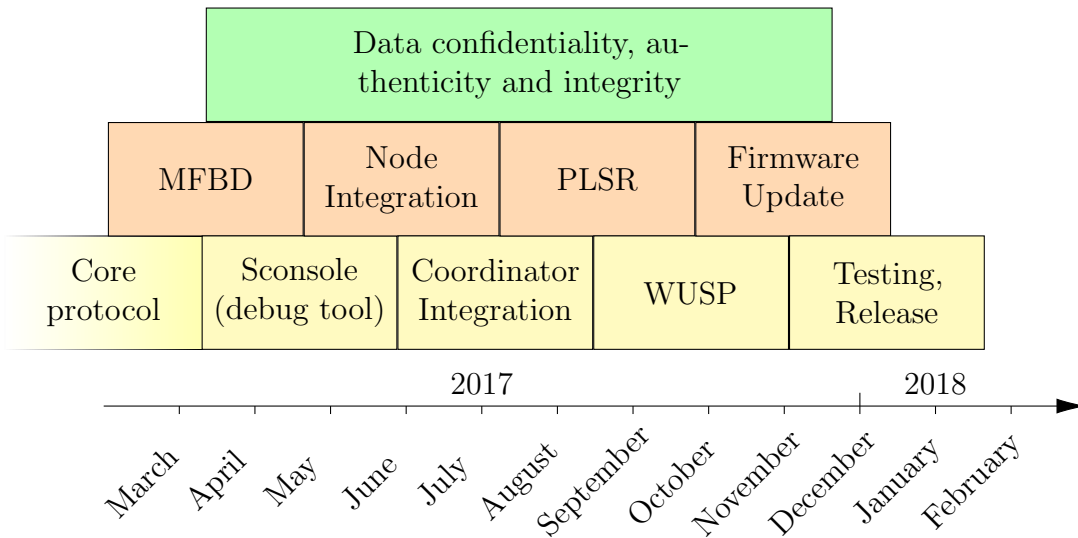 Data confidentiality, au-
thenticity and integrity
MFBD
Node
Integration
PLSR
Firmware
Update
Core
protocol
Sconsole
(debug tool)
Coordinator
Integration
WUSP
Testing,
Release
2017
2018
March
April
May
June
July
August
September
October
November
December
January
February